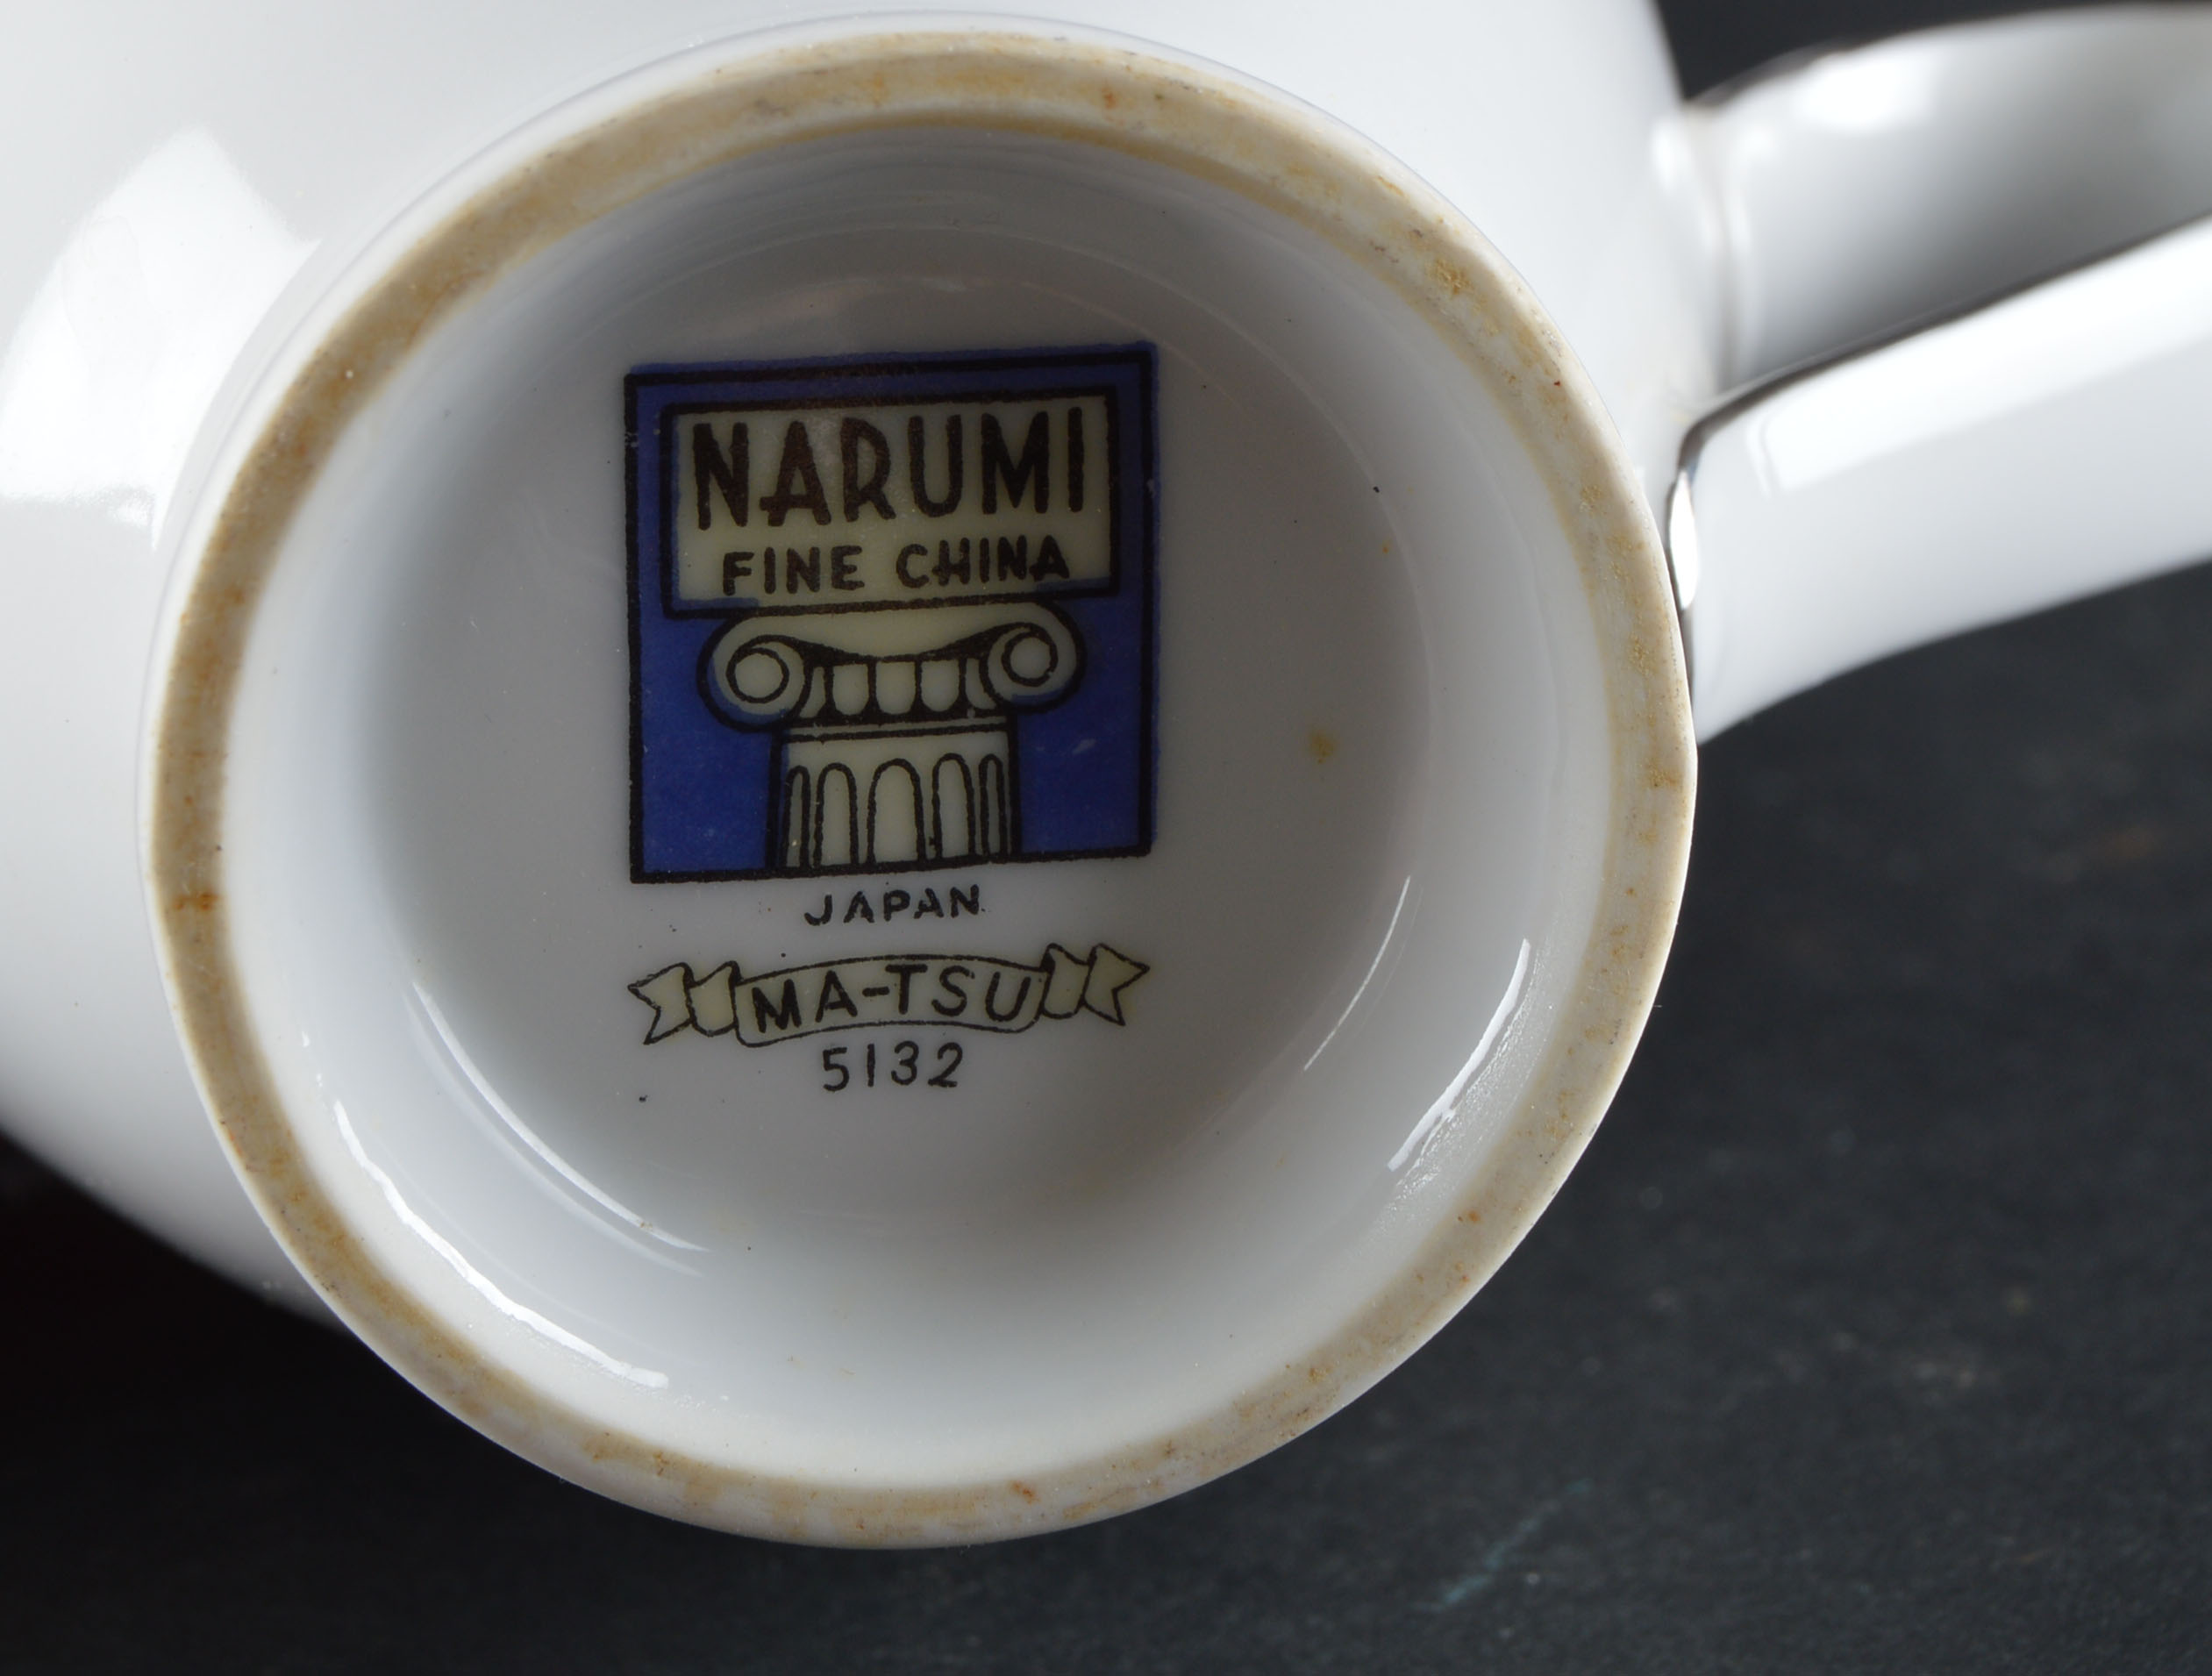 NARUMI
FINE CHINA
JAPAN
MA-TSU
5132